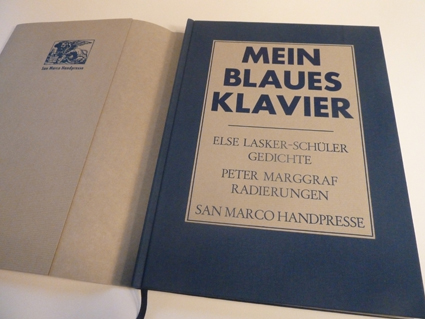 San Marco Handpresse
MEIN
BLAUES
KLAVIER
ELSE LASKER-SCHÜLER
GEDICHTE
PETER MARGGRAF
RADIERUNGEN
SAN MARCO HANDPRESSE